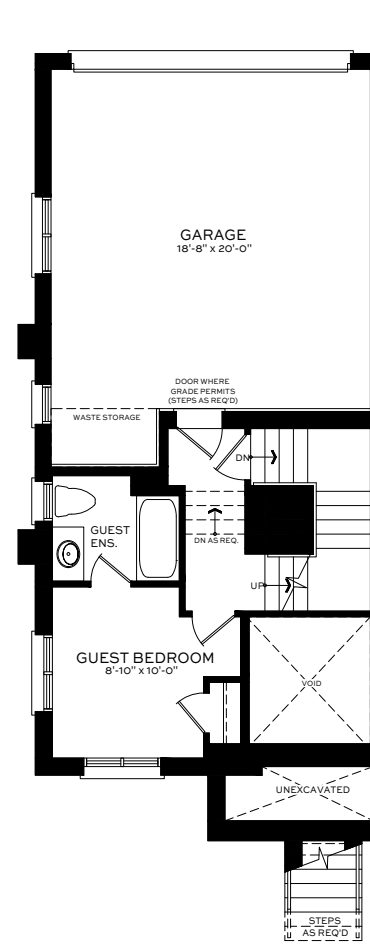 GARAGE
18'-8" x 20'-0"
DOOR WHERE
GRADE PERMITS
(STEPS AS REQ'D)
WASTE STORAGE
DN
GUEST
ENS.
DN AS REQ.
UP
GUEST BEDROOM
8'-10" x 10'-0"
VOID
UNEXCAVATED
STEPS
AS REQ'D